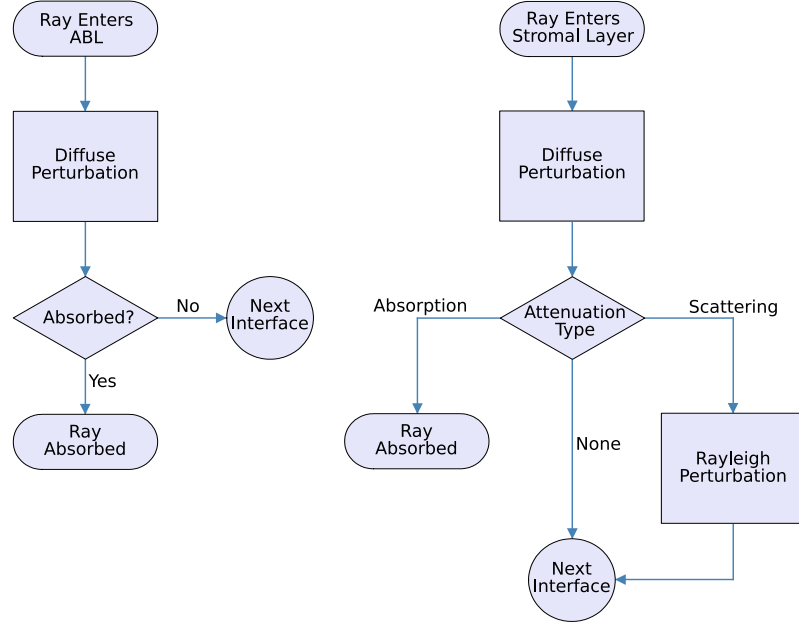 Ray Enters
ABL
Diffuse
Perturbation
Absorbed?
No
Next
Interface
Yes
Ray
Absorbed
Ray Enters
Stromal Layer
Diffuse
Perturbation
Attenuation
Type
Absorption
Scattering
Ray
Absorbed
None
Rayleigh
Perturbation
Next
Interface